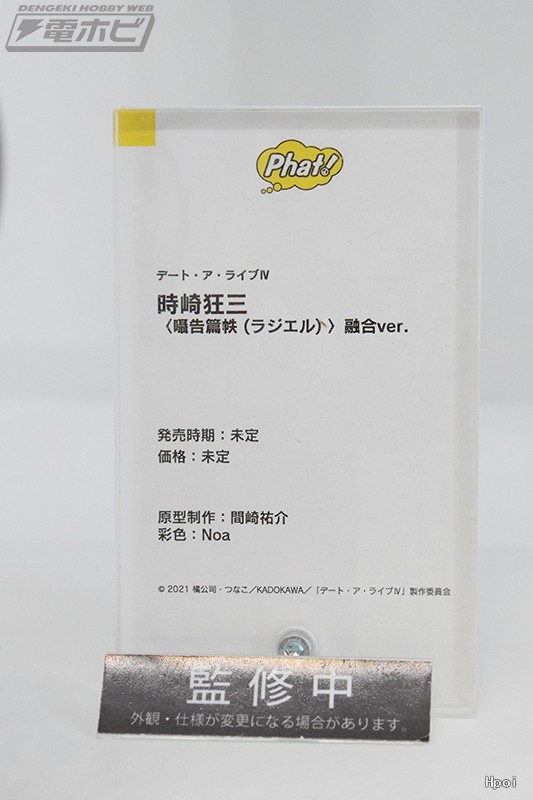 DENGEKI HOBBY WEB
電ホビ
Phat!
デート・ア・ライブⅣ
時崎狂三
〈囁告篇帙 (ラジエル)〉融合ver.
発売時期：未定
価格：未定
原型制作：間崎祐介
彩色：Noa
© 2021 橘公司・つなこ／KADOKAWA／「デート・ア・ライブⅣ」製作委員会
監修中
外観・仕様が変更になる場合があります。
Hpoi